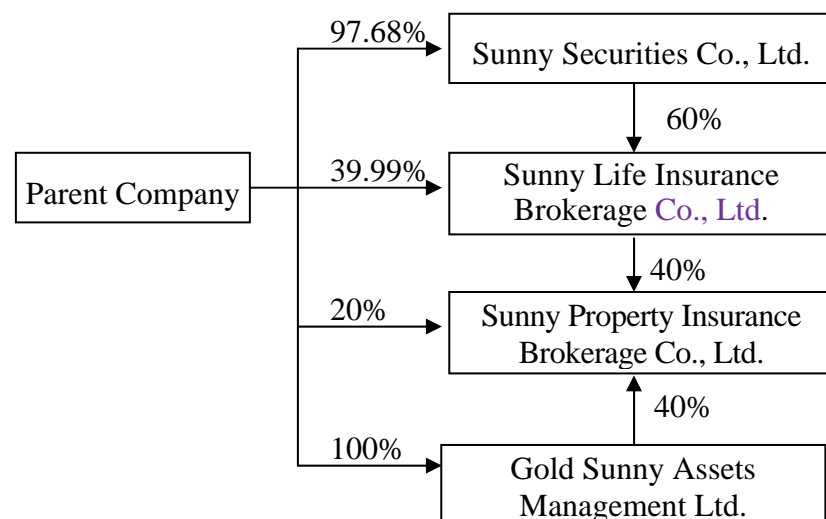 97.68%
Sunny Securities Co., Ltd.
60%
Parent Company
39.99%
Sunny Life Insurance
Brokerage Co., Ltd.
40%
20%
Sunny Property Insurance
Brokerage Co., Ltd.
40%
100%
Gold Sunny Assets
Management Ltd.